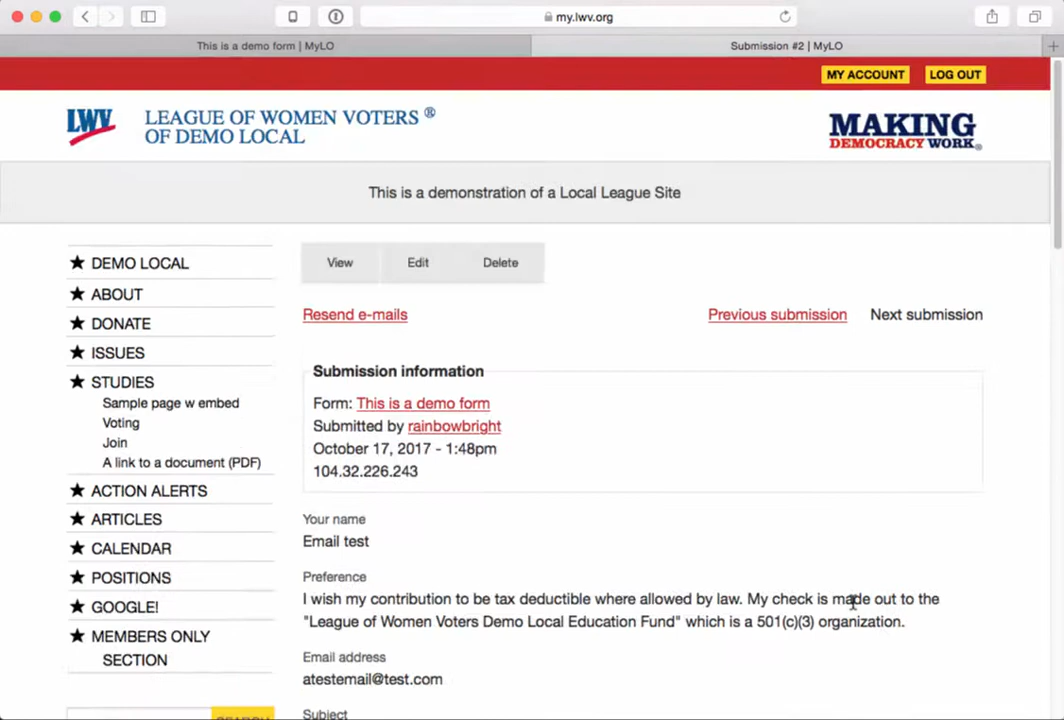 my.lwv.org
This is a demo form | MyLO
Submission #2 | MyLO
MY ACCOUNT
LOG OUT
LWV
LEAGUE OF WOMEN VOTERS ®
OF DEMO LOCAL
MAKING
DEMOCRACY WORK®
This is a demonstration of a Local League Site
★ DEMO LOCAL
★ ABOUT
★ DONATE
★ ISSUES
★ STUDIES
Sample page w embed
Voting
Join
A link to a document (PDF)
★ ACTION ALERTS
★ ARTICLES
★ CALENDAR
★ POSITIONS
★ GOOGLE!
★ MEMBERS ONLY
SECTION
SEARCH
View
Edit
Delete
Resend e-mails
Previous submission
Next submission
Submission information
Form: This is a demo form
Submitted by rainbowbright
October 17, 2017 - 1:48pm
104.32.226.243
Your name
Email test
Preference
I wish my contribution to be tax deductible where allowed by law. My check is made out to the
"League of Women Voters Demo Local Education Fund" which is a 501(c)(3) organization.
Email address
atestemail@test.com
Subject